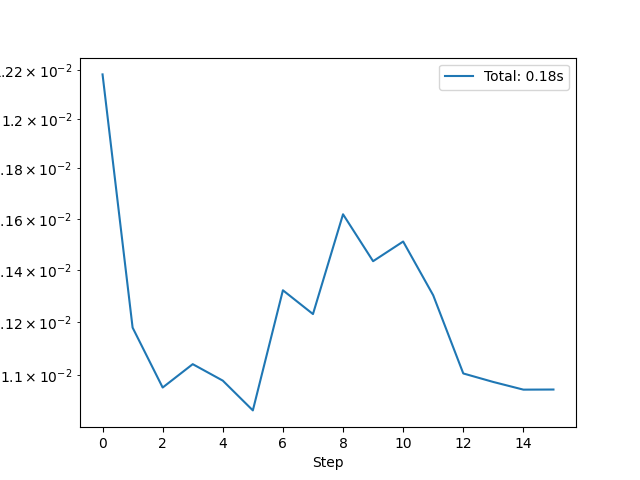 .22 × 10⁻²
1.2 × 10⁻²
.18 × 10⁻²
.16 × 10⁻²
.14 × 10⁻²
.12 × 10⁻²
1.1 × 10⁻²
Total: 0.18s
0 2 4 6 8 10 12 14
Step